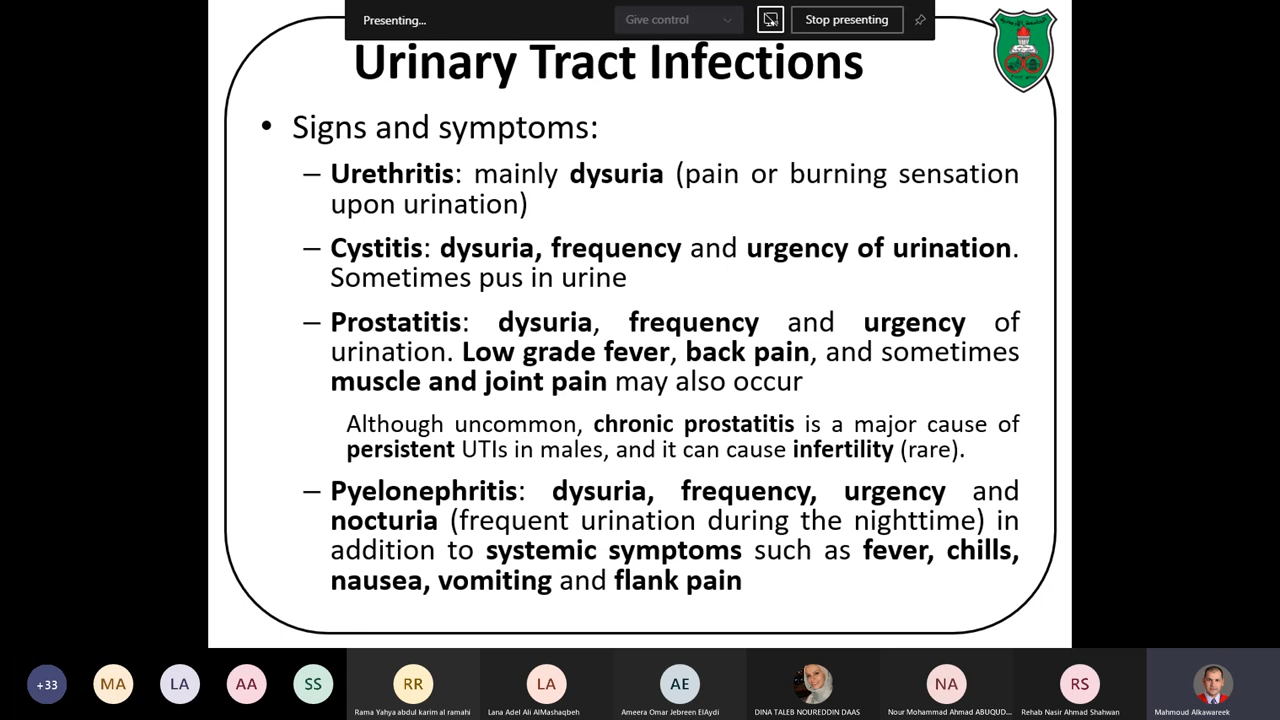 Presenting...
Give control
Stop presenting
Urinary Tract Infections
• Signs and symptoms:
– Urethritis: mainly dysuria (pain or burning sensation
upon urination)
– Cystitis: dysuria, frequency and urgency of urination.
Sometimes pus in urine
– Prostatitis: dysuria, frequency and urgency of
urination. Low grade fever, back pain, and sometimes
muscle and joint pain may also occur
Although uncommon, chronic prostatitis is a major cause of
persistent UTIs in males, and it can cause infertility (rare).
– Pyelonephritis: dysuria, frequency, urgency and
nocturia (frequent urination during the nighttime) in
addition to systemic symptoms such as fever, chills,
nausea, vomiting and flank pain
+33
MA
LA
AA
SS
RR
LA
AE
NA
RS
Rama Yahya abdul karim al ramahi
Lana Adel Ali AlMashaqbeh
Ameera Omar Jebreen ElAydi
DINA TALEB NOUREDDIN DAAS
Nour Mohammad Ahmad ABUQUD...
Rehab Nasir Ahmad Shahwan
Mahmoud Alkawareek